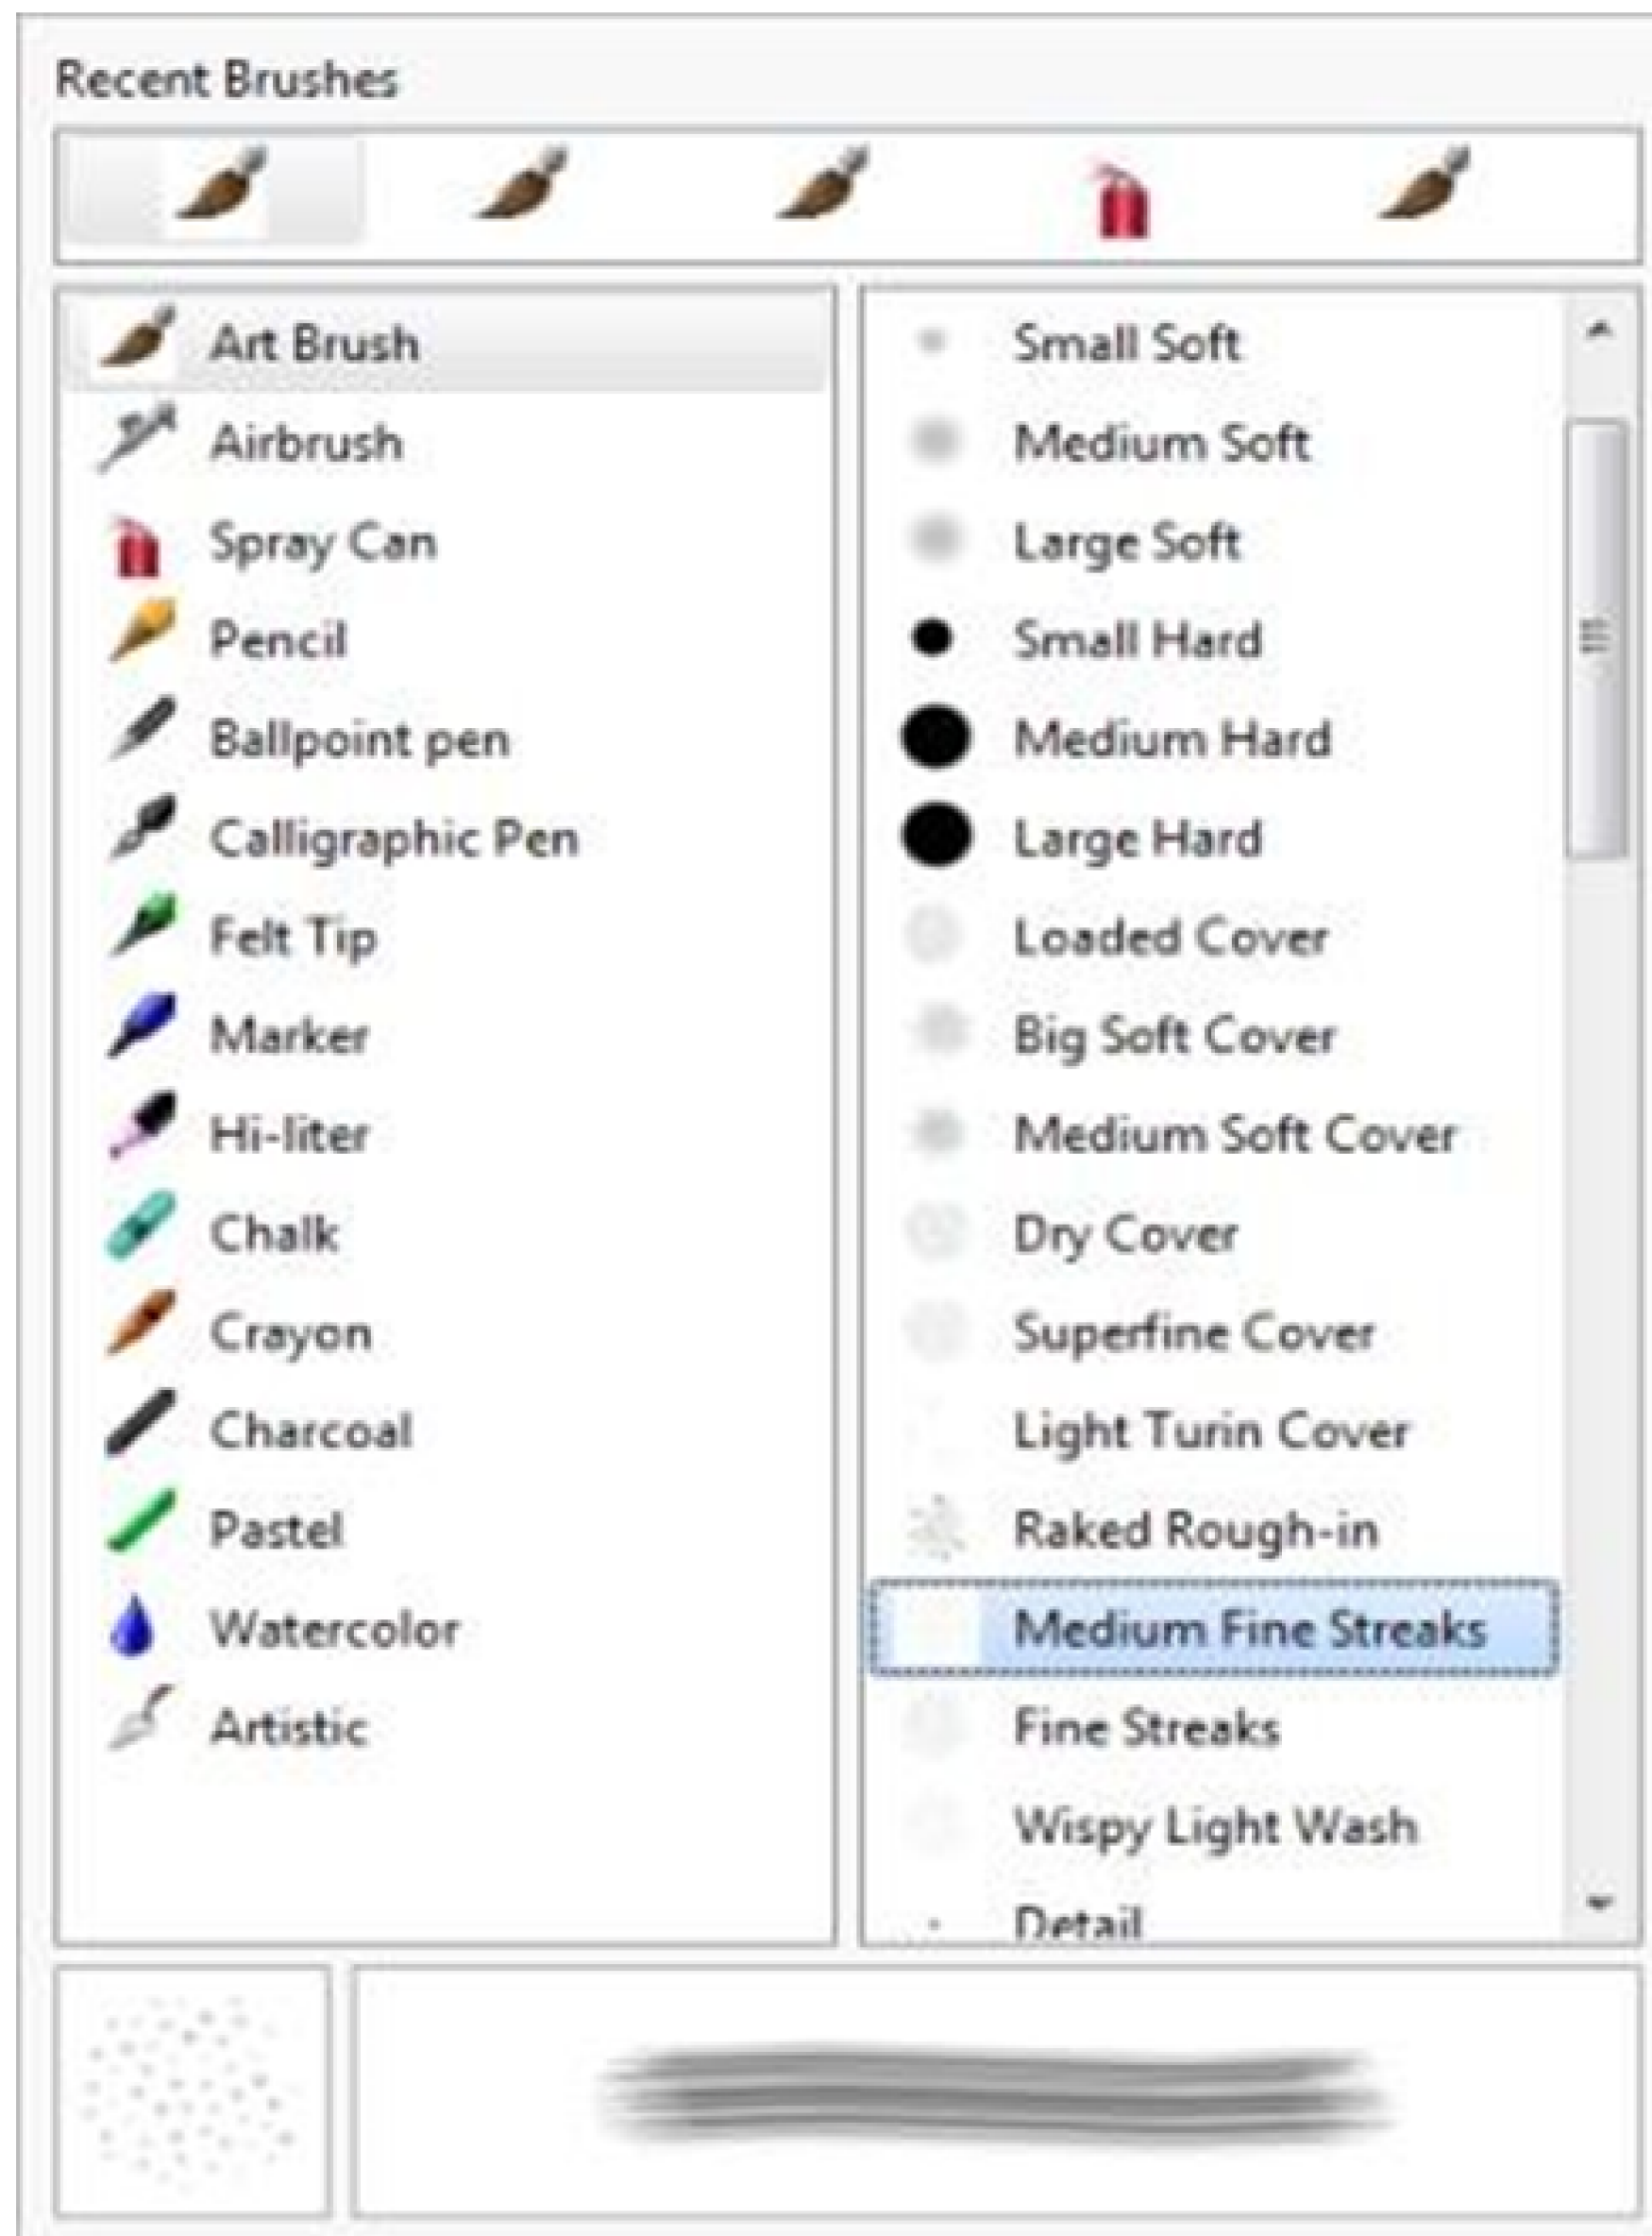 Recent Brushes
Art Brush
Airbrush
Spray Can
Pencil
Ballpoint pen
Calligraphic Pen
Felt Tip
Marker
Hi-liter
Chalk
Crayon
Charcoal
Pastel
Watercolor
Artistic
Small Soft
Medium Soft
Large Soft
Small Hard
Medium Hard
Large Hard
Loaded Cover
Big Soft Cover
Medium Soft Cover
Dry Cover
Superfine Cover
Light Turin Cover
Raked Rough-in
Medium Fine Streaks
Fine Streaks
Wispy Light Wash
Detail